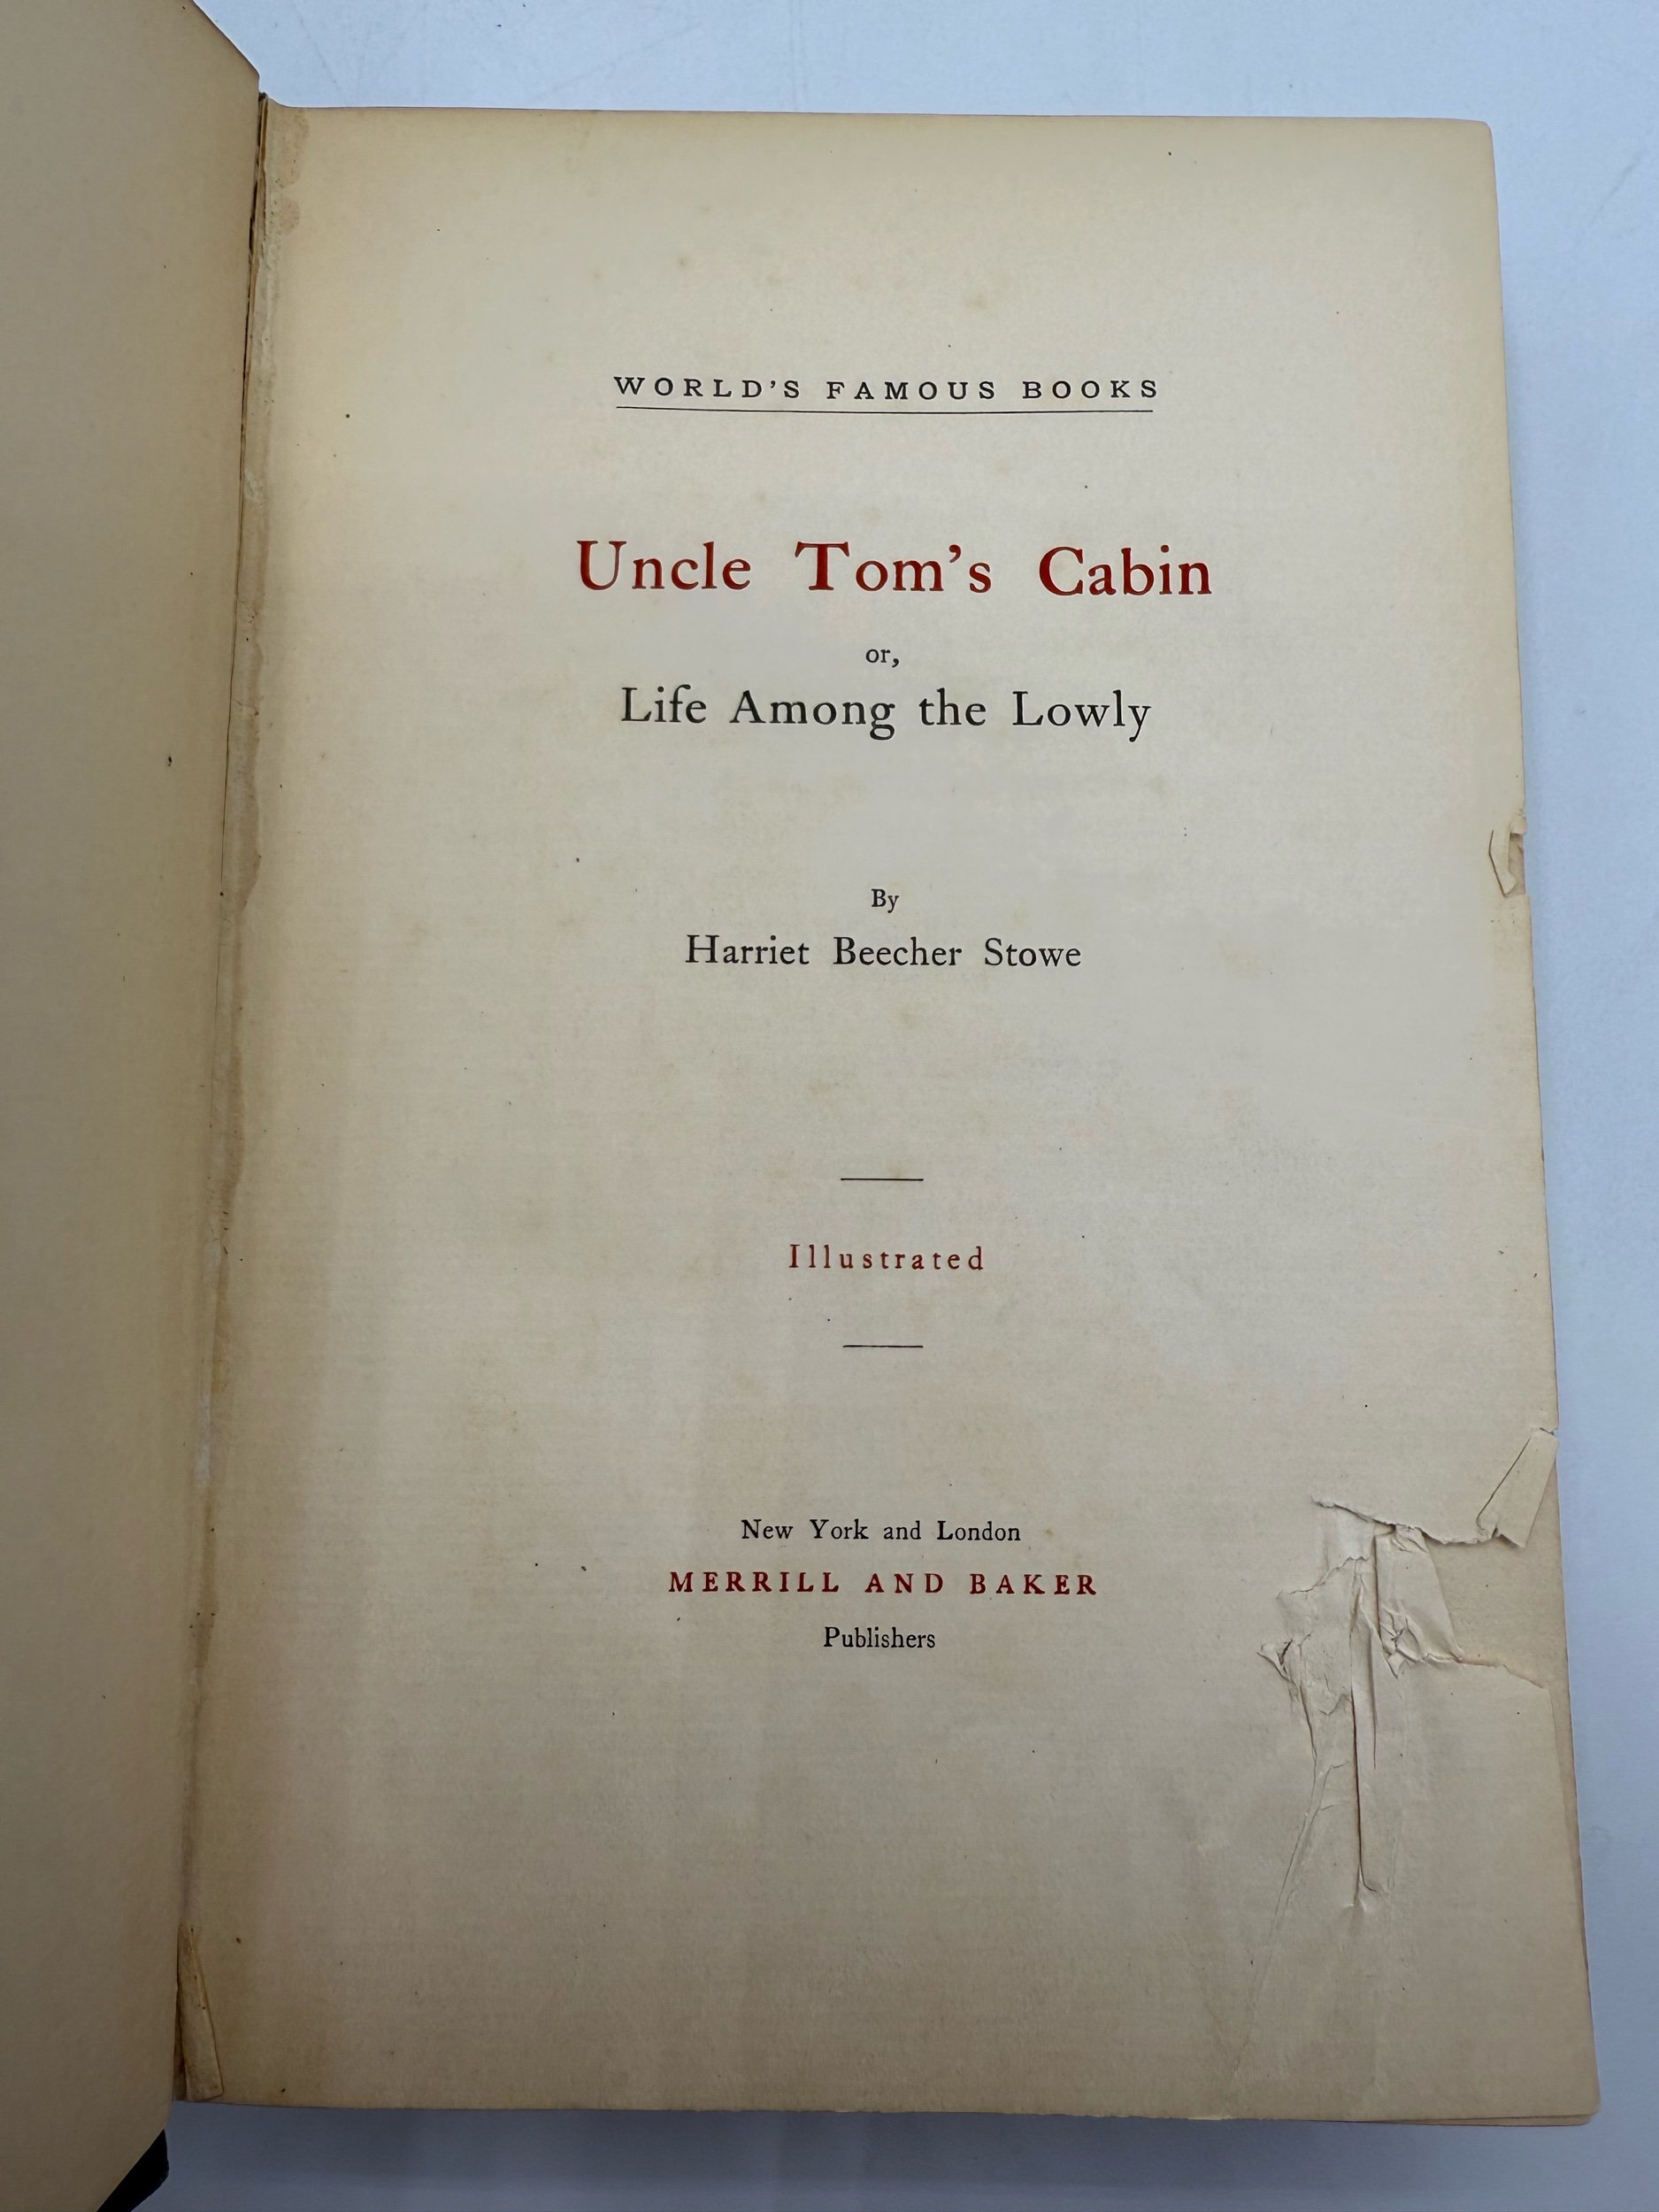 WORLD'S FAMOUS BOOKS
Uncle Tom's Cabin
or,
Life Among the Lowly
By
Harriet Beecher Stowe
Illustrated
New York and London
MERRILL AND BAKER
Publishers